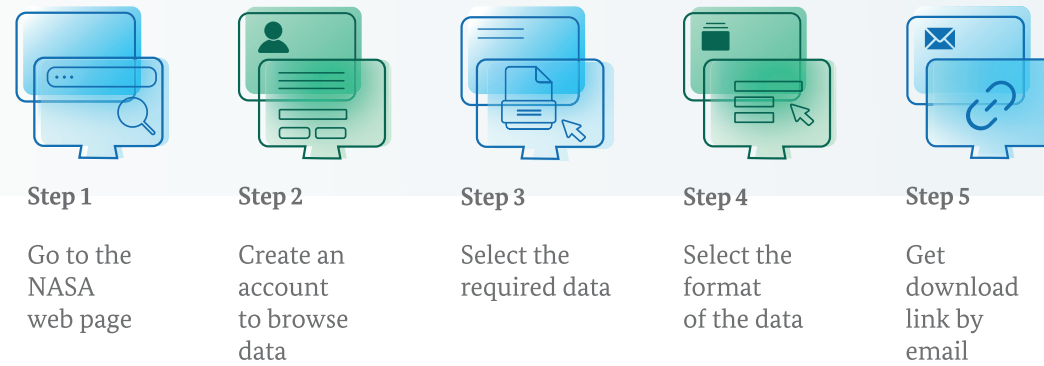 Step 1
Go to the
NASA
web page
Step 2
Create an
account
to browse
data
Step 3
Select the
required data
Step 4
Select the
format
of the data
Step 5
Get
download
link by
email